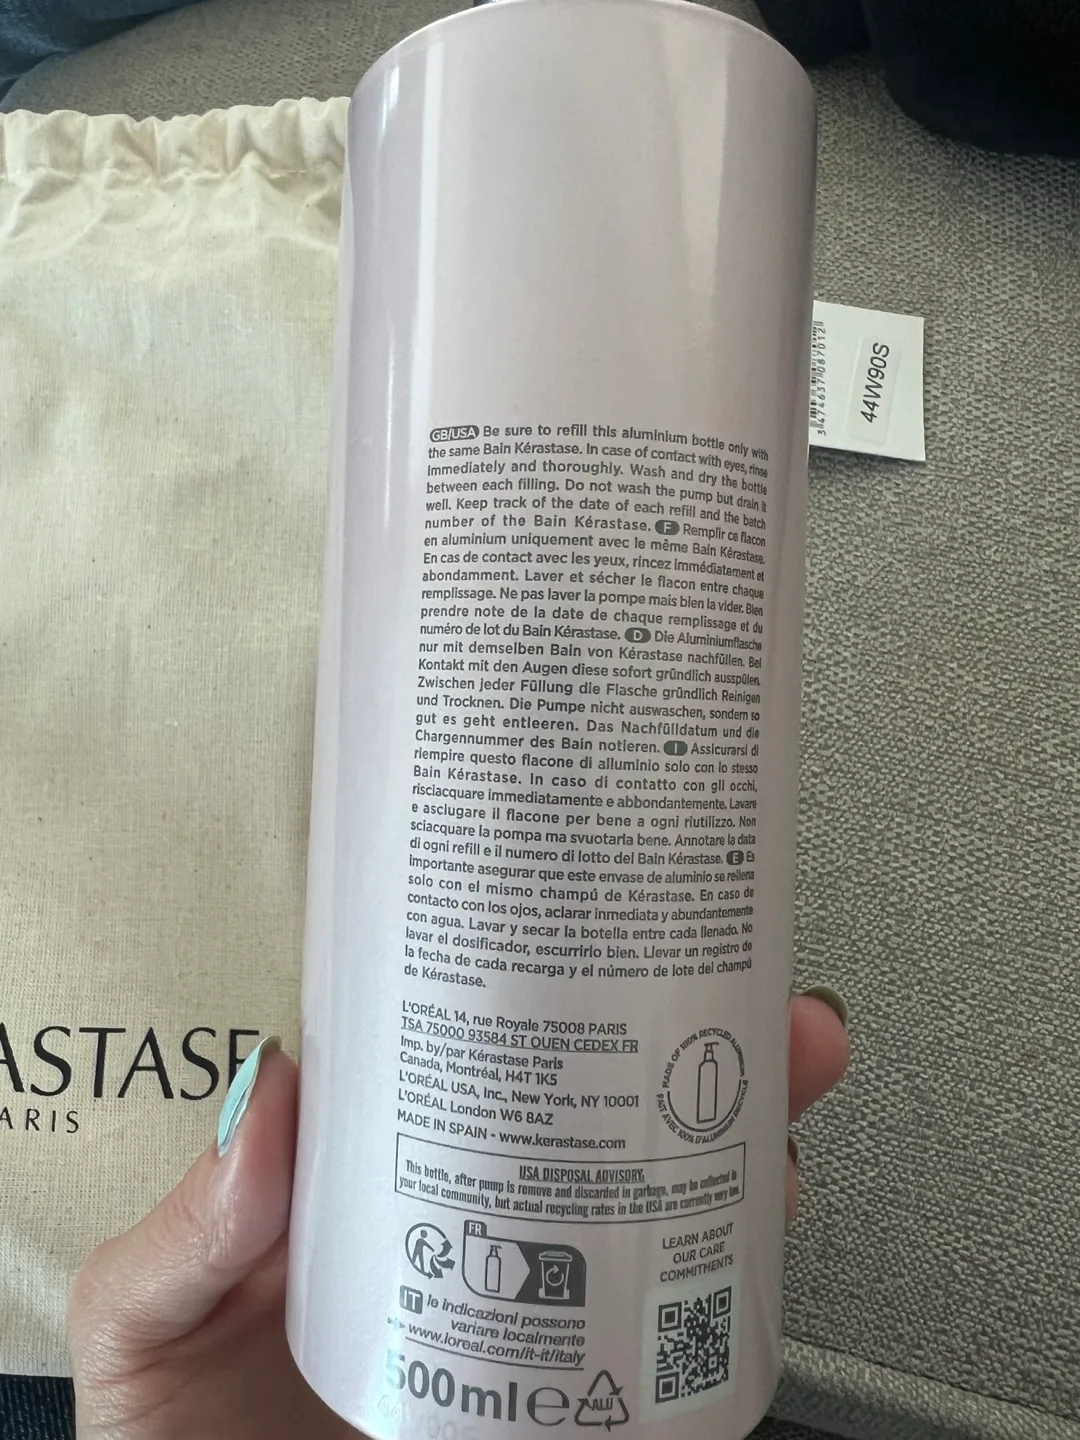 GB/USA Be sure to refill this aluminium bottle only with
the same Bain Kérastase. In case of contact with eyes, rinse
immediately and thoroughly. Wash and dry the bottle
between each filling. Do not wash the pump but drain it
well. Keep track of the date of each refill and the batch
number of the Bain Kérastase. F Remplir ce flacon
en aluminium uniquement avec le même Bain Kérastase.
En cas de contact avec les yeux, rincez immédiatement et
abondamment. Laver et sécher le flacon entre chaque
remplissage. Ne pas laver la pompe mais bien la vider. Bien
prendre note de la date de chaque remplissage et du
numéro de lot du Bain Kérastase. D Die Aluminiumflasche
nur mit demselben Bain von Kérastase nachfüllen. Bei
Kontakt mit den Augen diese sofort gründlich ausspülen.
Zwischen jeder Füllung die Flasche gründlich Reinigen
und Trocknen. Die Pumpe nicht auswaschen, sondern so
gut es geht entleeren. Das Nachfülldatum und die
Chargennummer des Bain notieren. I Assicurarsi di
riempire questo flacone di alluminio solo con lo stesso
Bain Kérastase. In caso di contatto con gli occhi,
risciacquare immediatamente e abbondantemente. Lavare
e asciugare il flacone per bene a ogni riutilizzo. Non
sciacquare la pompa ma svuotarla bene. Annotare la data
di ogni refill e il numero di lotto del Bain Kérastase. E Es
importante asegurar que este envase de aluminio se rellena
solo con el mismo champú de Kérastase. En caso de
contacto con los ojos, aclarar inmediata y abundantemente
con agua. Lavar y secar la botella entre cada llenado. No
lavar el dosificador, escurrirlo bien. Llevar un registro de
la fecha de cada recarga y el número de lote del champú
de Kérastase.
L'ORÉAL 14, rue Royale 75008 PARIS
TSA 75000 93584 ST OUEN CEDEX FR
Imp. by/par Kérastase Paris
Canada, Montréal, H4T 1K5
L'ORÉAL USA, Inc., New York, NY 10001
L'ORÉAL London W6 8AZ
MADE IN SPAIN - www.kerastase.com
MADE OF 100% RECYCLED ALUMINIUM
FAIT AVEC 100% D'ALUMINIUM RECYCLÉ
USA DISPOSAL ADVISORY:
This bottle, after pump is remove and discarded in garbage, may be collected in
your local community, but actual recycling rates in the USA are currently very low.
FR
LEARN ABOUT
OUR CARE
COMMITMENTS
IT le indicazioni possono
variare localmente
www.loreal.com/it-it/italy
500ml e
ALU
ASTASE
ARIS
3 474637 087012
44W90S